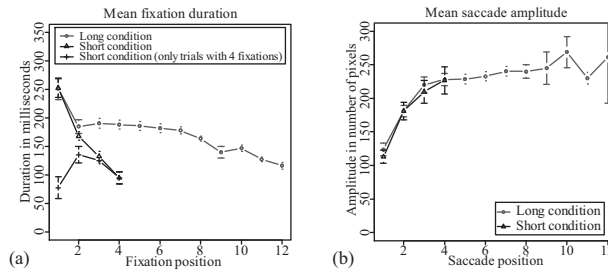 Mean fixation duration
Long condition
Short condition
Short condition (only trials with 4 fixations)
Duration in milliseconds
0 50 100 150 200 250 300 350
0 2 4 6 8 10 12
Fixation position
(a)
Mean saccade amplitude
Amplitude in number of pixels
0 50 100 150 200 250 300
Long condition
Short condition
2 4 6 8 10
Saccade position
(b)